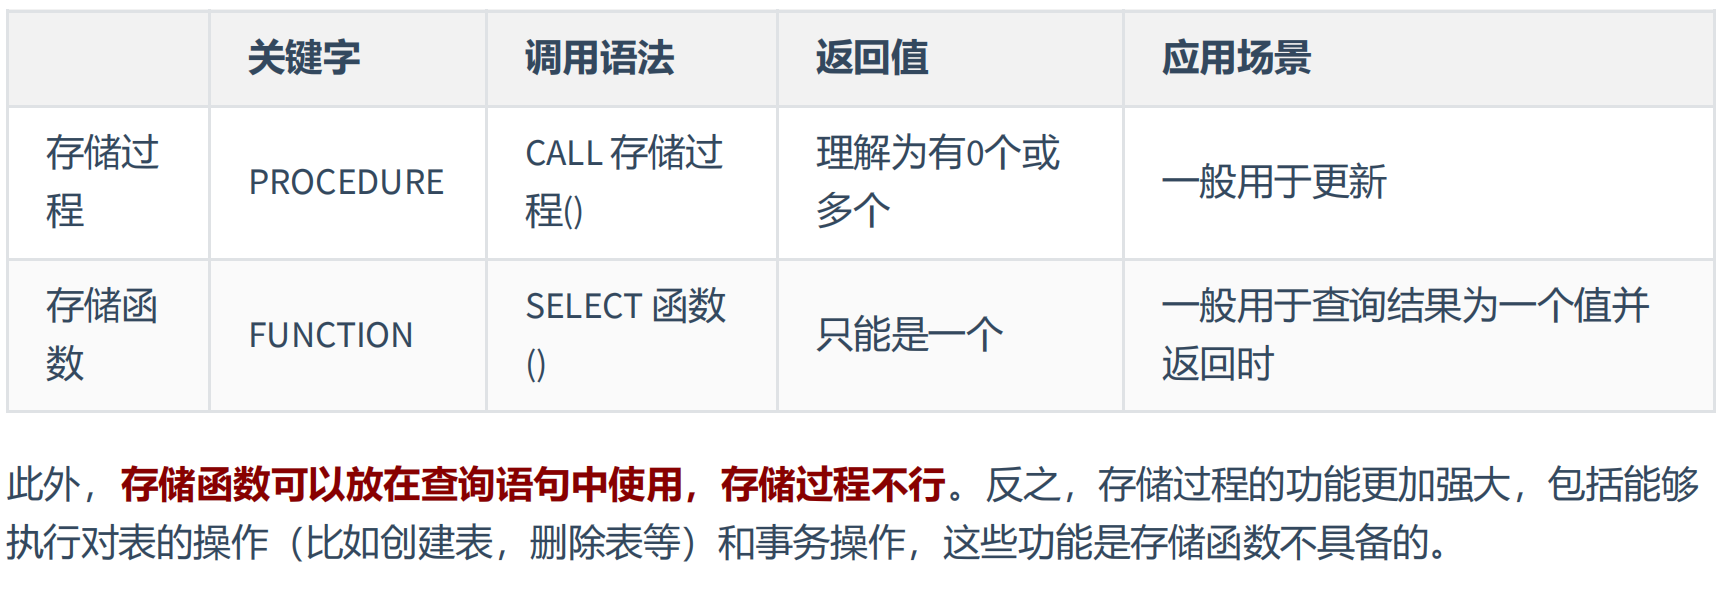 关键字 调用语法 返回值 应用场景
存储过
程
PROCEDURE
CALL 存储过
程()
理解为有0个或
多个
一般用于更新
存储函
数
FUNCTION
SELECT 函数
()
只能是一个
一般用于查询结果为一个值并
返回时
此外，存储函数可以放在查询语句中使用，存储过程不行。反之，存储过程的功能更加强大，包括能够
执行对表的操作（比如创建表，删除表等）和事务操作，这些功能是存储函数不具备的。